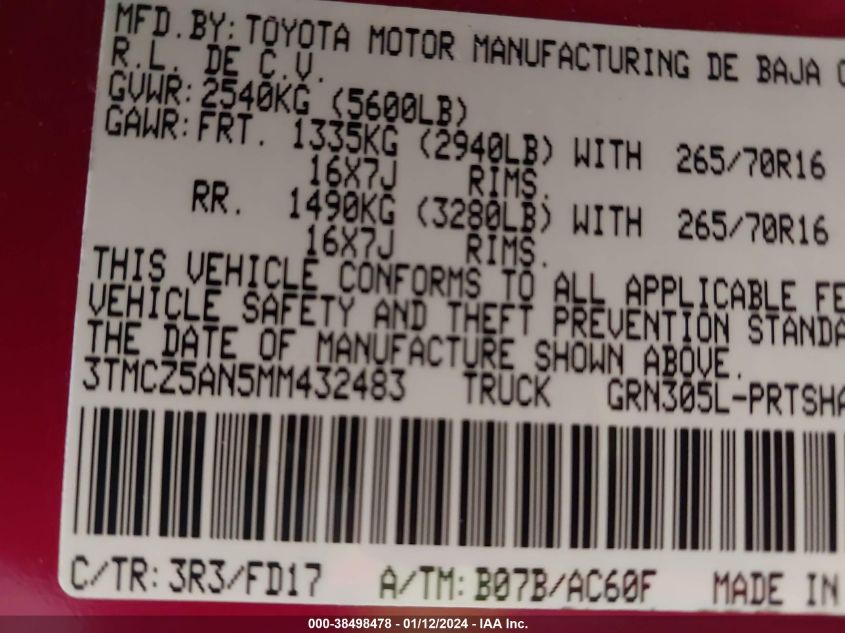 MFD.BY: TOYOTA MOTOR MANUFACTURING DE BAJA
R.L. DE C.V.
GVWR: 2540KG (5600LB)
GAWR: FRT. 1335KG (2940LB) WITH 265/70R16
16X7J RIMS.
RR. 1490KG (3280LB) WITH 265/70R16
16X7J RIMS.
THIS VEHICLE CONFORMS TO ALL APPLICABLE FE
VEHICLE SAFETY AND THEFT PREVENTION STANDA
THE DATE OF MANUFACTURE SHOWN ABOVE.
3TMCZ5AN5MM432483 TRUCK GRN305L-PRTSHA
C/TR: 3R3/FD17 A/TM: B07B/AC60F MADE IN
000-38498478 - 01/12/2024 - IAA Inc.